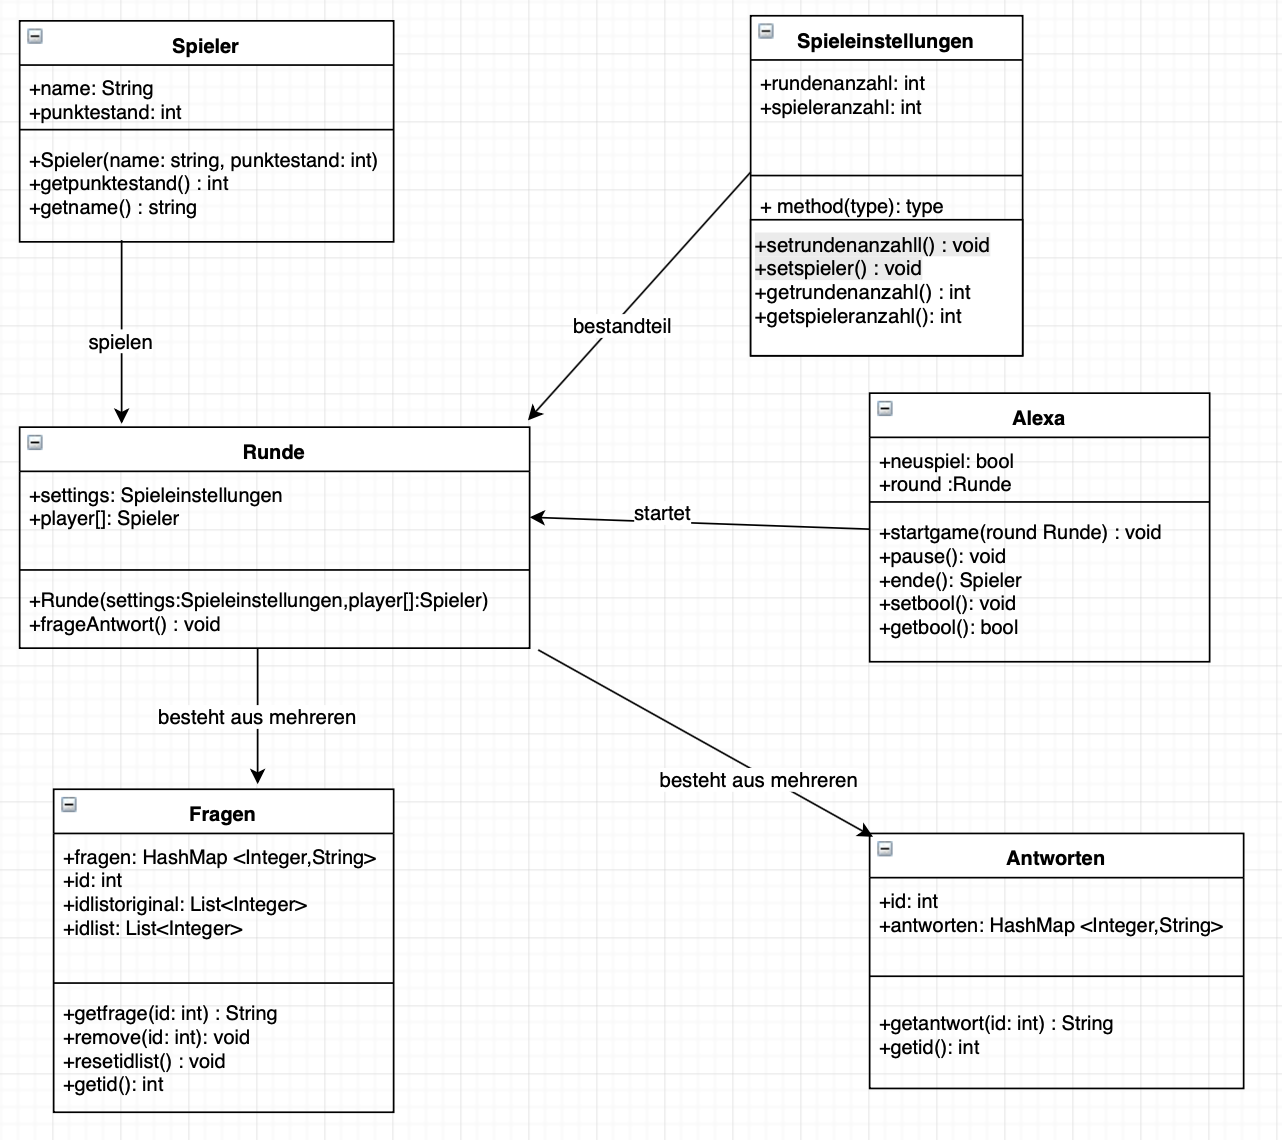 Spieler
+name: String
+punktestand: int
+Spieler(name: string, punktestand: int)
+getpunktestand() : int
+getname() : string
Spieleinstellungen
+rundenanzahl: int
+spieleranzahl: int
+ method(type): type
+setrundenanzahll() : void
+setspieler() : void
+getrundenanzahl() : int
+getspieleranzahl(): int
spielen
bestandteil
Runde
+settings: Spieleinstellungen
+player[]: Spieler
+Runde(settings:Spieleinstellungen,player[]:Spieler)
+frageAntwort() : void
startet
Alexa
+neuspiel: bool
+round :Runde
+startgame(round Runde) : void
+pause(): void
+ende(): Spieler
+setbool(): void
+getbool(): bool
besteht aus mehreren
besteht aus mehreren
Fragen
+fragen: HashMap <Integer,String>
+id: int
+idlistoriginal: List<Integer>
+idlist: List<Integer>
+getfrage(id: int) : String
+remove(id: int): void
+resetidlist() : void
+getid(): int
Antworten
+id: int
+antworten: HashMap <Integer,String>
+getantwort(id: int) : String
+getid(): int